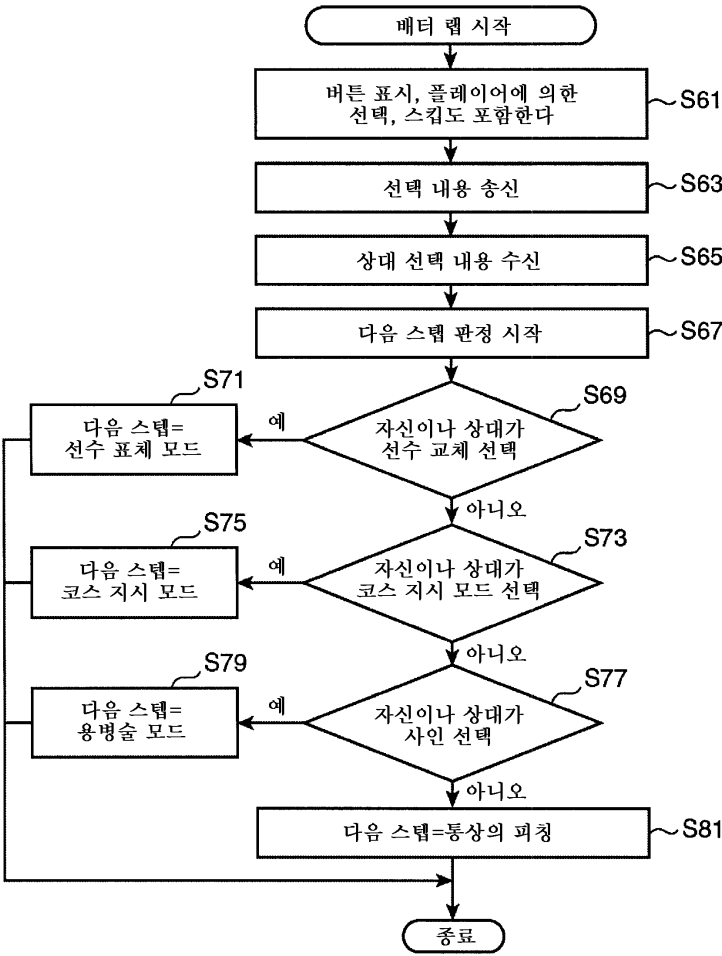 배터 랩 시작
버튼 표시, 플레이어에 의한
선택, 스킵도 포함한다
S61
선택 내용 송신
S63
상대 선택 내용 수신
S65
다음 스텝 판정 시작
S67
자신이나 상대가
선수 교체 선택
S69
예
다음 스텝=
선수 표체 모드
S71
아니오
자신이나 상대가
코스 지시 모드 선택
S73
예
다음 스텝=
코스 지시 모드
S75
아니오
자신이나 상대가
사인 선택
S77
예
다음 스텝=
용병술 모드
S79
아니오
다음 스텝=통상의 피칭
S81
종료